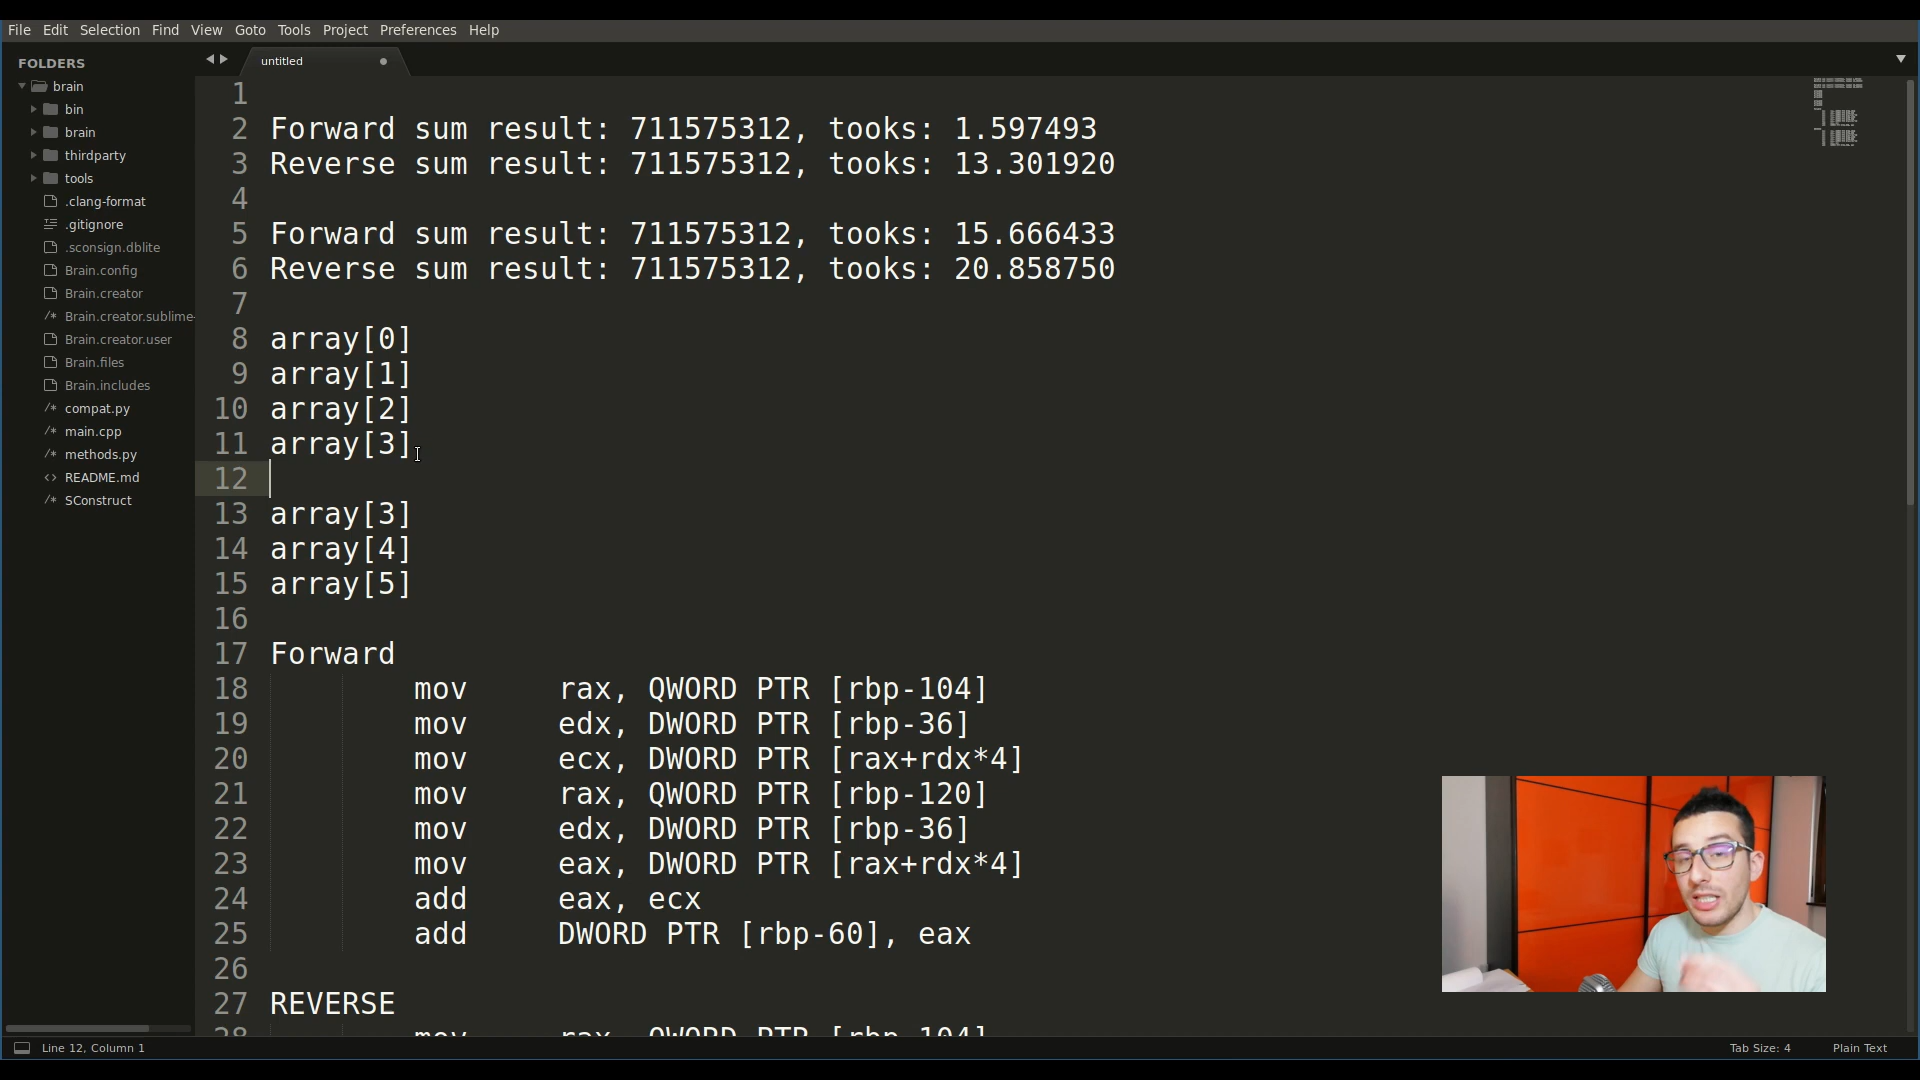 File Edit Selection Find View Goto Tools Project Preferences Help
FOLDERS
brain
bin
brain
thirdparty
tools
.clang-format
.gitignore
.sconsign.dblite
Brain.config
Brain.creator
Brain.creator.sublime-
Brain.creator.user
Brain.files
Brain.includes
compat.py
main.cpp
methods.py
README.md
SConstruct
untitled
1
2 Forward sum result: 711575312, tooks: 1.597493
3 Reverse sum result: 711575312, tooks: 13.301920
4
5 Forward sum result: 711575312, tooks: 15.666433
6 Reverse sum result: 711575312, tooks: 20.858750
7
8 array[0]
9 array[1]
10 array[2]
11 array[3]
12
13 array[3]
14 array[4]
15 array[5]
16
17 Forward
18 mov rax, QWORD PTR [rbp-104]
19 mov edx, DWORD PTR [rbp-36]
20 mov ecx, DWORD PTR [rax+rdx*4]
21 mov rax, QWORD PTR [rbp-120]
22 mov edx, DWORD PTR [rbp-36]
23 mov eax, DWORD PTR [rax+rdx*4]
24 add eax, ecx
25 add DWORD PTR [rbp-60], eax
26
27 REVERSE
28 mov rax, QWORD PTR [rbp-104]
Line 12, Column 1
Tab Size: 4
Plain Text